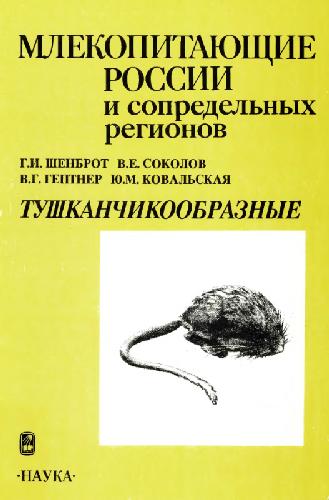 МЛЕКОПИТАЮЩИЕ
РОССИИ
и сопредельных
регионов
Г.И. ШЕНБРОТ В.Е. СОКОЛОВ
В.Г. ГЕПТНЕР Ю.М. КОВАЛЬСКАЯ
ТУШКАНЧИКООБРАЗНЫЕ
·НАУКА·